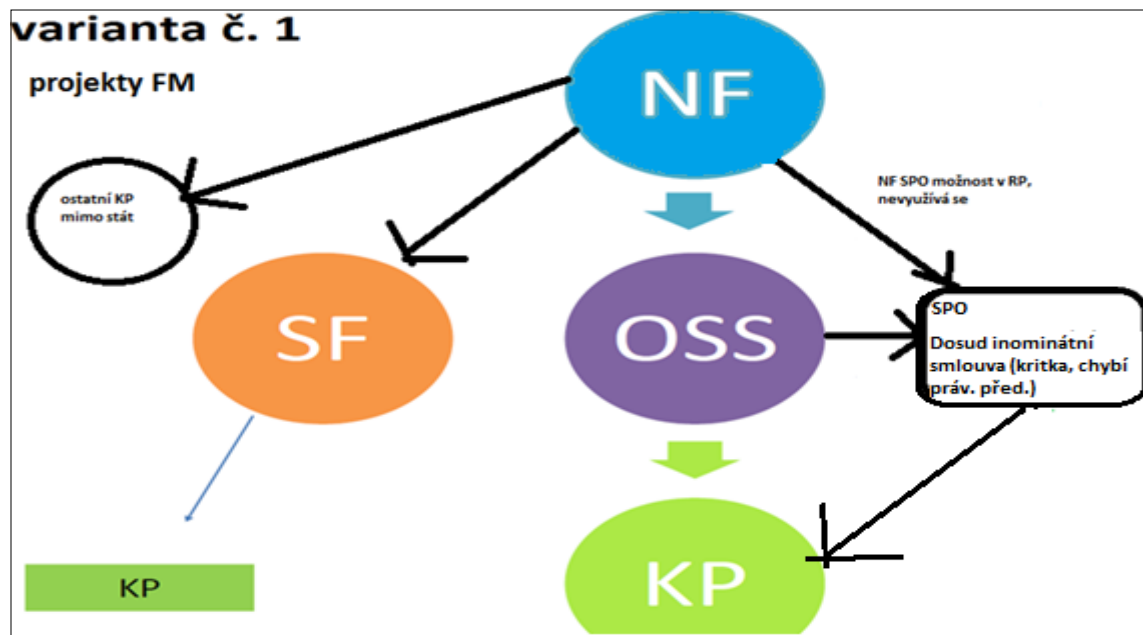 varianta č. 1
projekty FM
NF
ostatní KP
mimo stát
NF SPO možnost v RP,
nevyužívá se
SF
OSS
SPO
Dosud inominátní
smlouva (kritka, chybí
práv. před.)
KP
KP